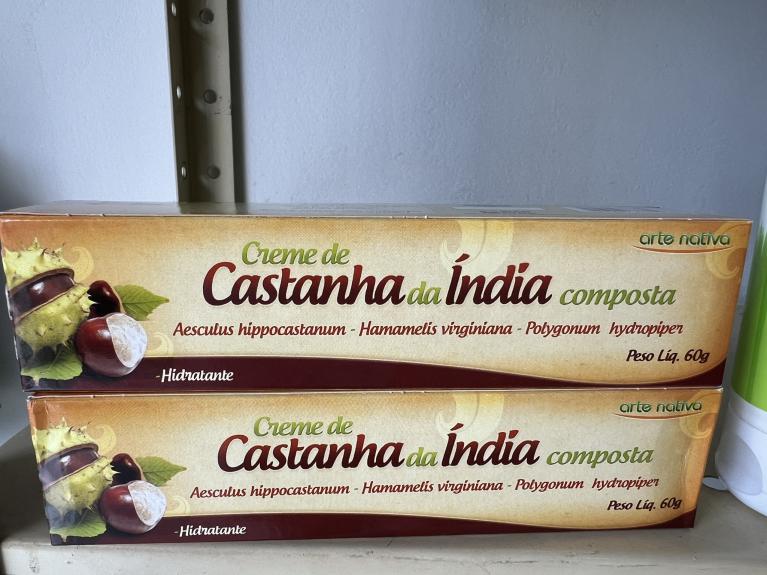 arte nativa
Creme de
Castanha da Índia composta
Aesculus hippocastanum - Hamamelis virginiana - Polygonum hydropiper
Peso Líq. 60g
-Hidratante
arte nativa
Creme de
Castanha da Índia composta
Aesculus hippocastanum - Hamamelis virginiana - Polygonum hydropiper
Peso Líq. 60g
-Hidratante